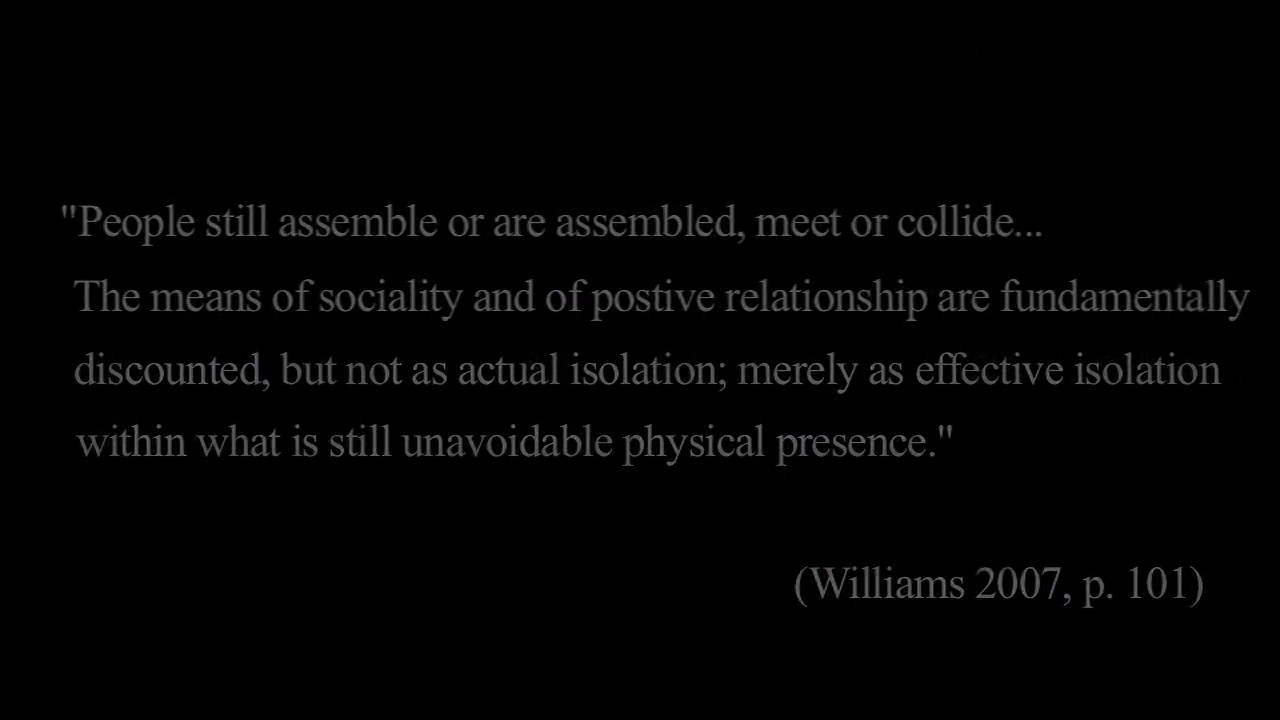 "People still assemble or are assembled, meet or collide...
The means of sociality and of postive relationship are fundamentally
discounted, but not as actual isolation; merely as effective isolation
within what is still unavoidable physical presence."
(Williams 2007, p. 101)